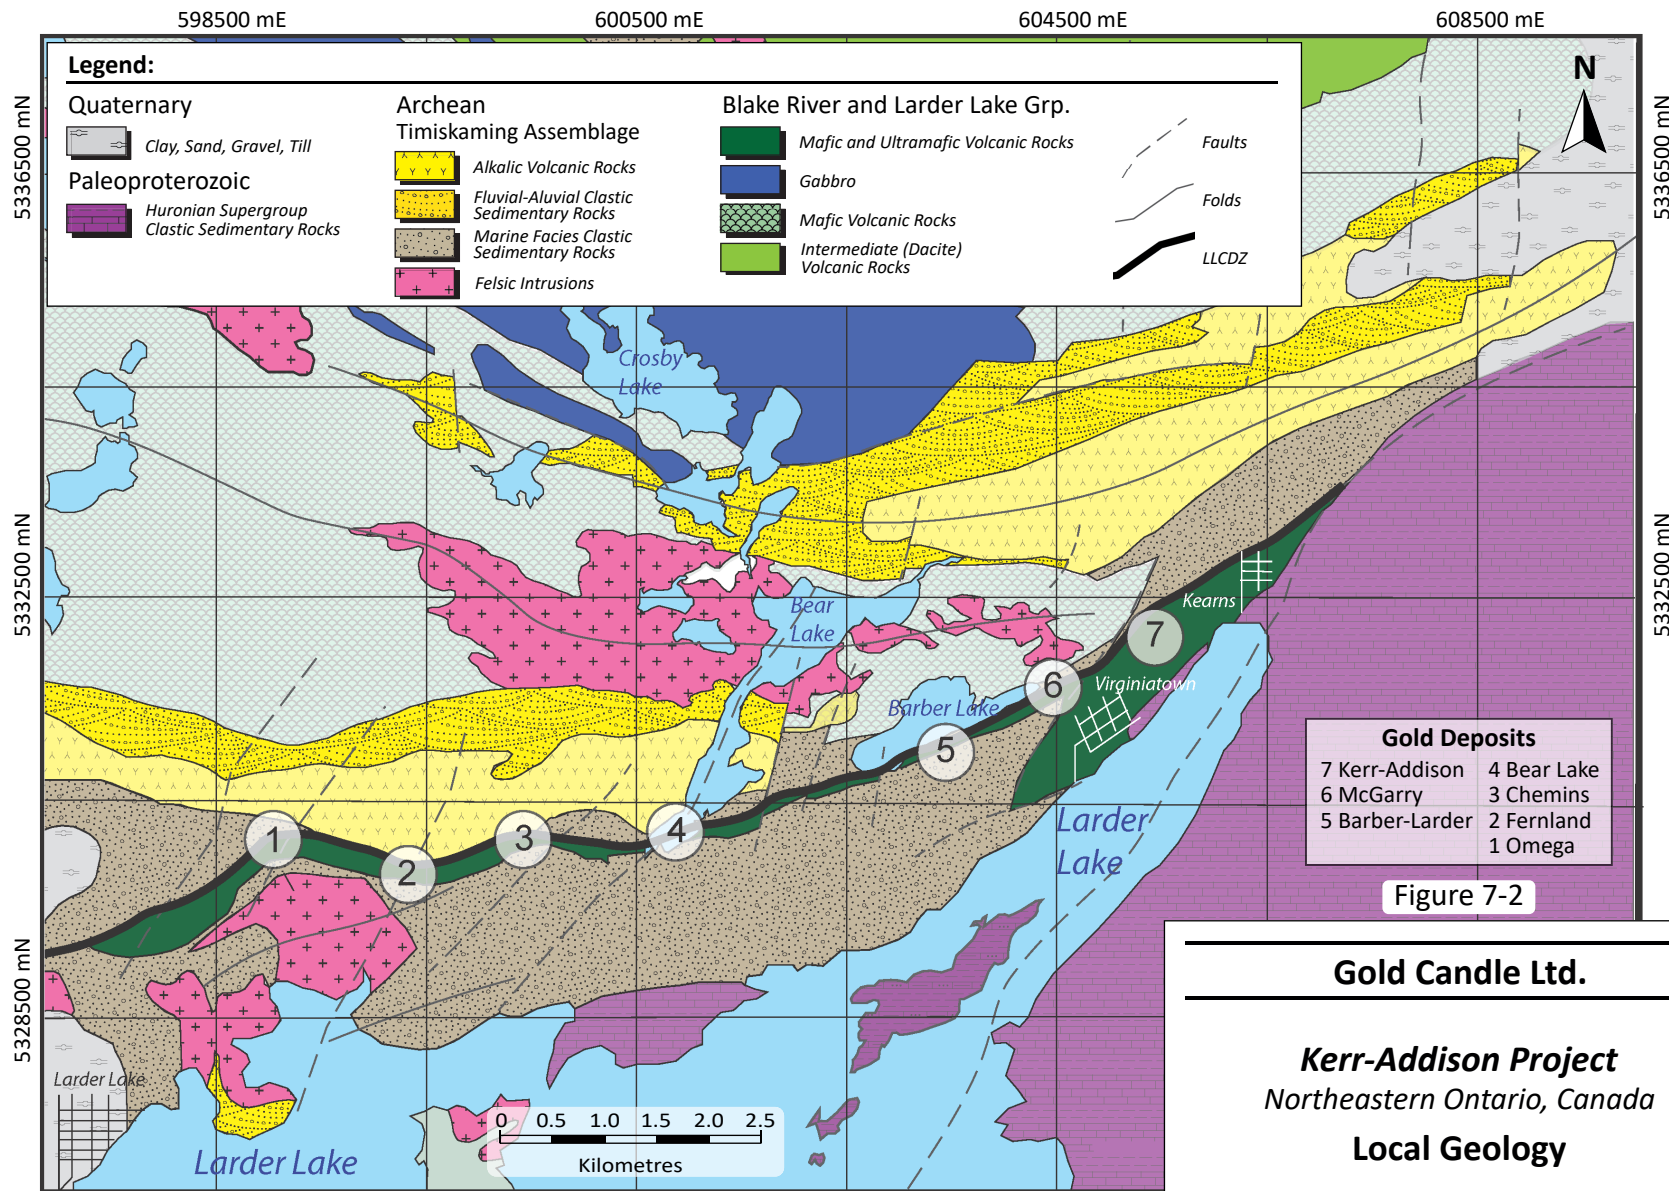 598500 mE
600500 mE
604500 mE
608500 mE
5336500 mN
5332500 mN
5328500 mN
5336500 mN
5332500 mN
Legend:
Quaternary
Clay, Sand, Gravel, Till
Paleoproterozoic
Huronian Supergroup
Clastic Sedimentary Rocks
Archean
Timiskaming Assemblage
Alkalic Volcanic Rocks
Fluvial-Aluvial Clastic
Sedimentary Rocks
Marine Facies Clastic
Sedimentary Rocks
Felsic Intrusions
Blake River and Larder Lake Grp.
Mafic and Ultramafic Volcanic Rocks
Gabbro
Mafic Volcanic Rocks
Intermediate (Dacite)
Volcanic Rocks
Faults
Folds
LLCDZ
N
Crosby
Lake
Bear
Lake
Kearns
7
6
Virginiatown
Barber Lake
5
4
3
2
1
Larder
Lake
Larder Lake
Larder Lake
0 0.5 1.0 1.5 2.0 2.5
Kilometres
Gold Deposits
7 Kerr-Addison
6 McGarry
5 Barber-Larder
4 Bear Lake
3 Chemins
2 Fernland
1 Omega
Figure 7-2
Gold Candle Ltd.
Kerr-Addison Project
Northeastern Ontario, Canada
Local Geology